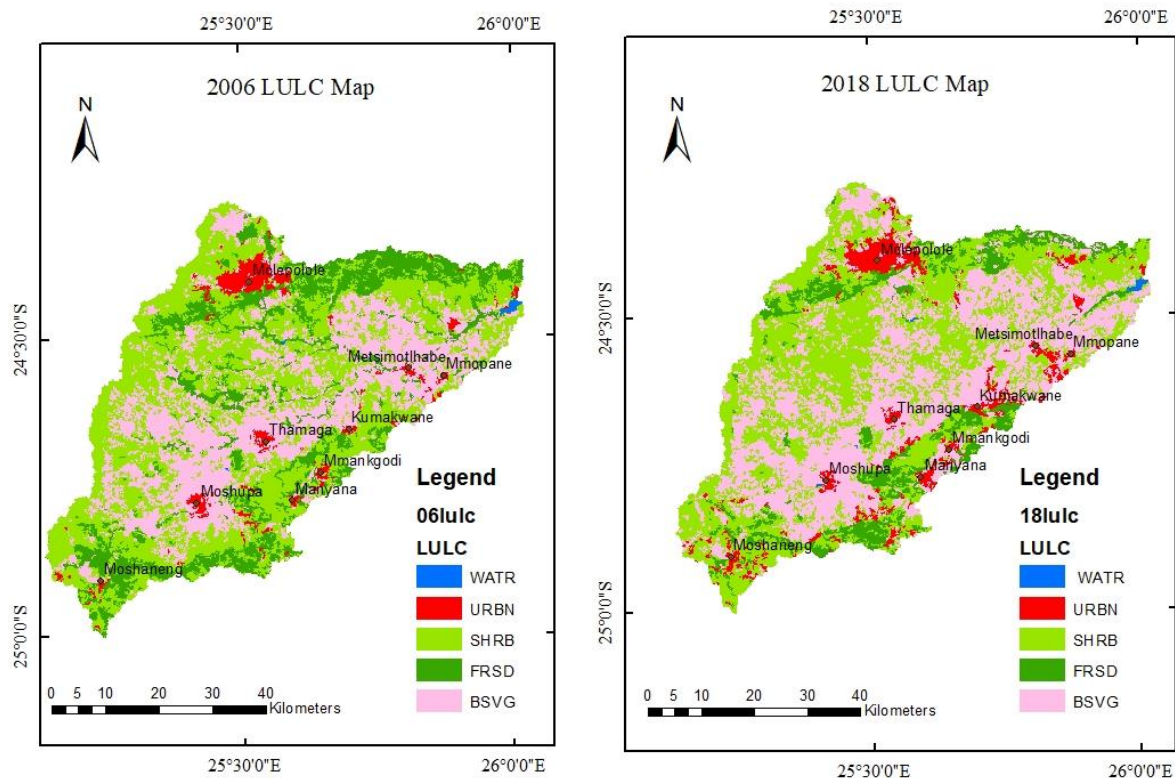 25°30'0"E
26°0'0"E
2006 LULC Map
N
24°30'0"S
25°0'0"S
Molepolole
Metsimotlhabe
Mmopane
Kumakwane
Thamaga
Mmankgodi
Moshupa
Manyana
Moshaneng
Legend
06lulc
LULC
WATR
URBN
SHRB
FRSD
BSVG
0 5 10 20 30 40
Kilometers
25°30'0"E
26°0'0"E
25°30'0"E
26°0'0"E
2018 LULC Map
N
24°30'0"S
25°0'0"S
Molepolole
Metsimotlhabe
Mmopane
Kumakwane
Thamaga
Mmankgodi
Moshupa
Manyana
Moshaneng
Legend
18lulc
LULC
WATR
URBN
SHRB
FRSD
BSVG
0 5 10 20 30 40
Kilometers
25°30'0"E
26°0'0"E